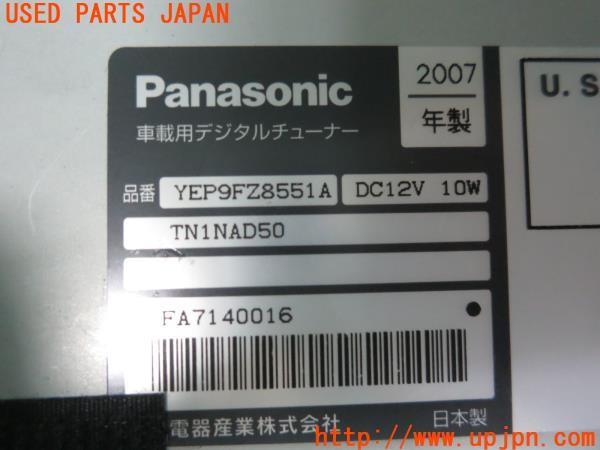 USED PARTS JAPAN
Panasonic
2007
年製
車載用デジタルチューナー
品番 YEP9FZ8551A DC12V 10W
TN1NAD50
FA7140016
電器産業株式会社 日本製
U. S
http://www.upjpn.com